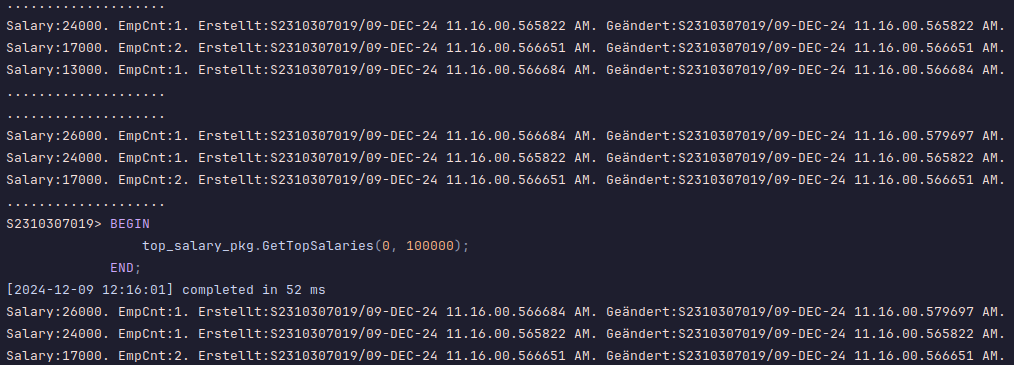 ....................
Salary:24000. EmpCnt:1. Erstellt:S2310307019/09-DEC-24 11.16.00.565822 AM. Geändert:S2310307019/09-DEC-24 11.16.00.565822 AM.
Salary:17000. EmpCnt:2. Erstellt:S2310307019/09-DEC-24 11.16.00.566651 AM. Geändert:S2310307019/09-DEC-24 11.16.00.566651 AM.
Salary:13000. EmpCnt:1. Erstellt:S2310307019/09-DEC-24 11.16.00.566684 AM. Geändert:S2310307019/09-DEC-24 11.16.00.566684 AM.
....................
....................
Salary:26000. EmpCnt:1. Erstellt:S2310307019/09-DEC-24 11.16.00.566684 AM. Geändert:S2310307019/09-DEC-24 11.16.00.579697 AM.
Salary:24000. EmpCnt:1. Erstellt:S2310307019/09-DEC-24 11.16.00.565822 AM. Geändert:S2310307019/09-DEC-24 11.16.00.565822 AM.
Salary:17000. EmpCnt:2. Erstellt:S2310307019/09-DEC-24 11.16.00.566651 AM. Geändert:S2310307019/09-DEC-24 11.16.00.566651 AM.
....................
S2310307019> BEGIN
top_salary_pkg.GetTopSalaries(0, 100000);
END;
[2024-12-09 12:16:01] completed in 52 ms
Salary:26000. EmpCnt:1. Erstellt:S2310307019/09-DEC-24 11.16.00.566684 AM. Geändert:S2310307019/09-DEC-24 11.16.00.579697 AM.
Salary:24000. EmpCnt:1. Erstellt:S2310307019/09-DEC-24 11.16.00.565822 AM. Geändert:S2310307019/09-DEC-24 11.16.00.565822 AM.
Salary:17000. EmpCnt:2. Erstellt:S2310307019/09-DEC-24 11.16.00.566651 AM. Geändert:S2310307019/09-DEC-24 11.16.00.566651 AM.